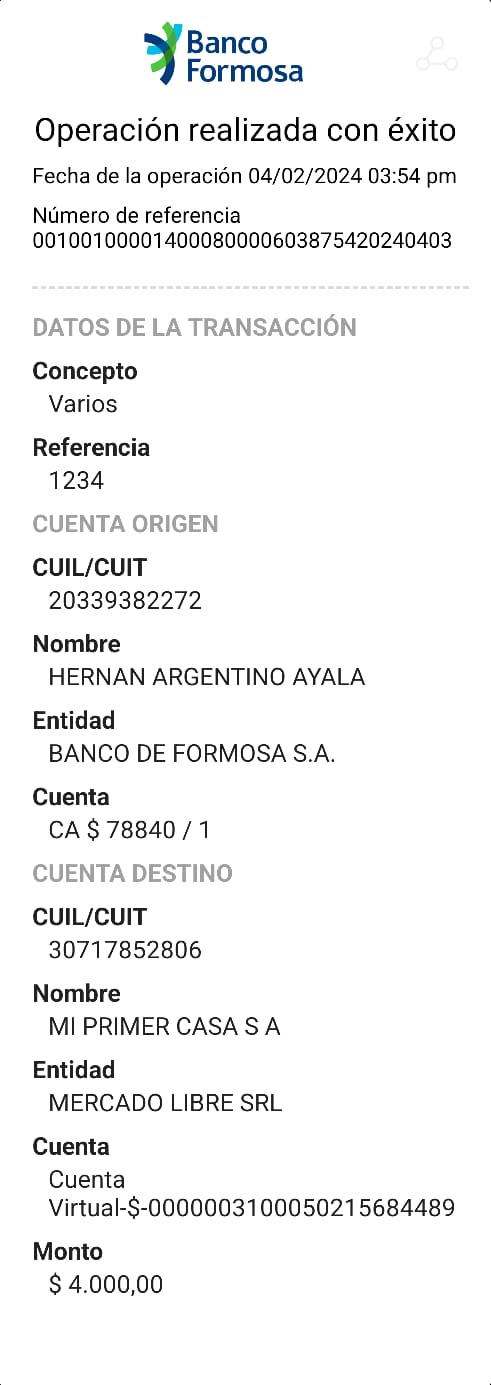 Banco
Formosa
Operación realizada con éxito
Fecha de la operación 04/02/2024 03:54 pm
Número de referencia
0010010000140008000060387542024​0403
DATOS DE LA TRANSACCIÓN
Concepto
Varios
Referencia
1234
CUENTA ORIGEN
CUIL/CUIT
20339382272
Nombre
HERNAN ARGENTINO AYALA
Entidad
BANCO DE FORMOSA S.A.
Cuenta
CA $ 78840 / 1
CUENTA DESTINO
CUIL/CUIT
30717852806
Nombre
MI PRIMER CASA S A
Entidad
MERCADO LIBRE SRL
Cuenta
Cuenta
Virtual-$-0000003100050215684489
Monto
$ 4.000,00